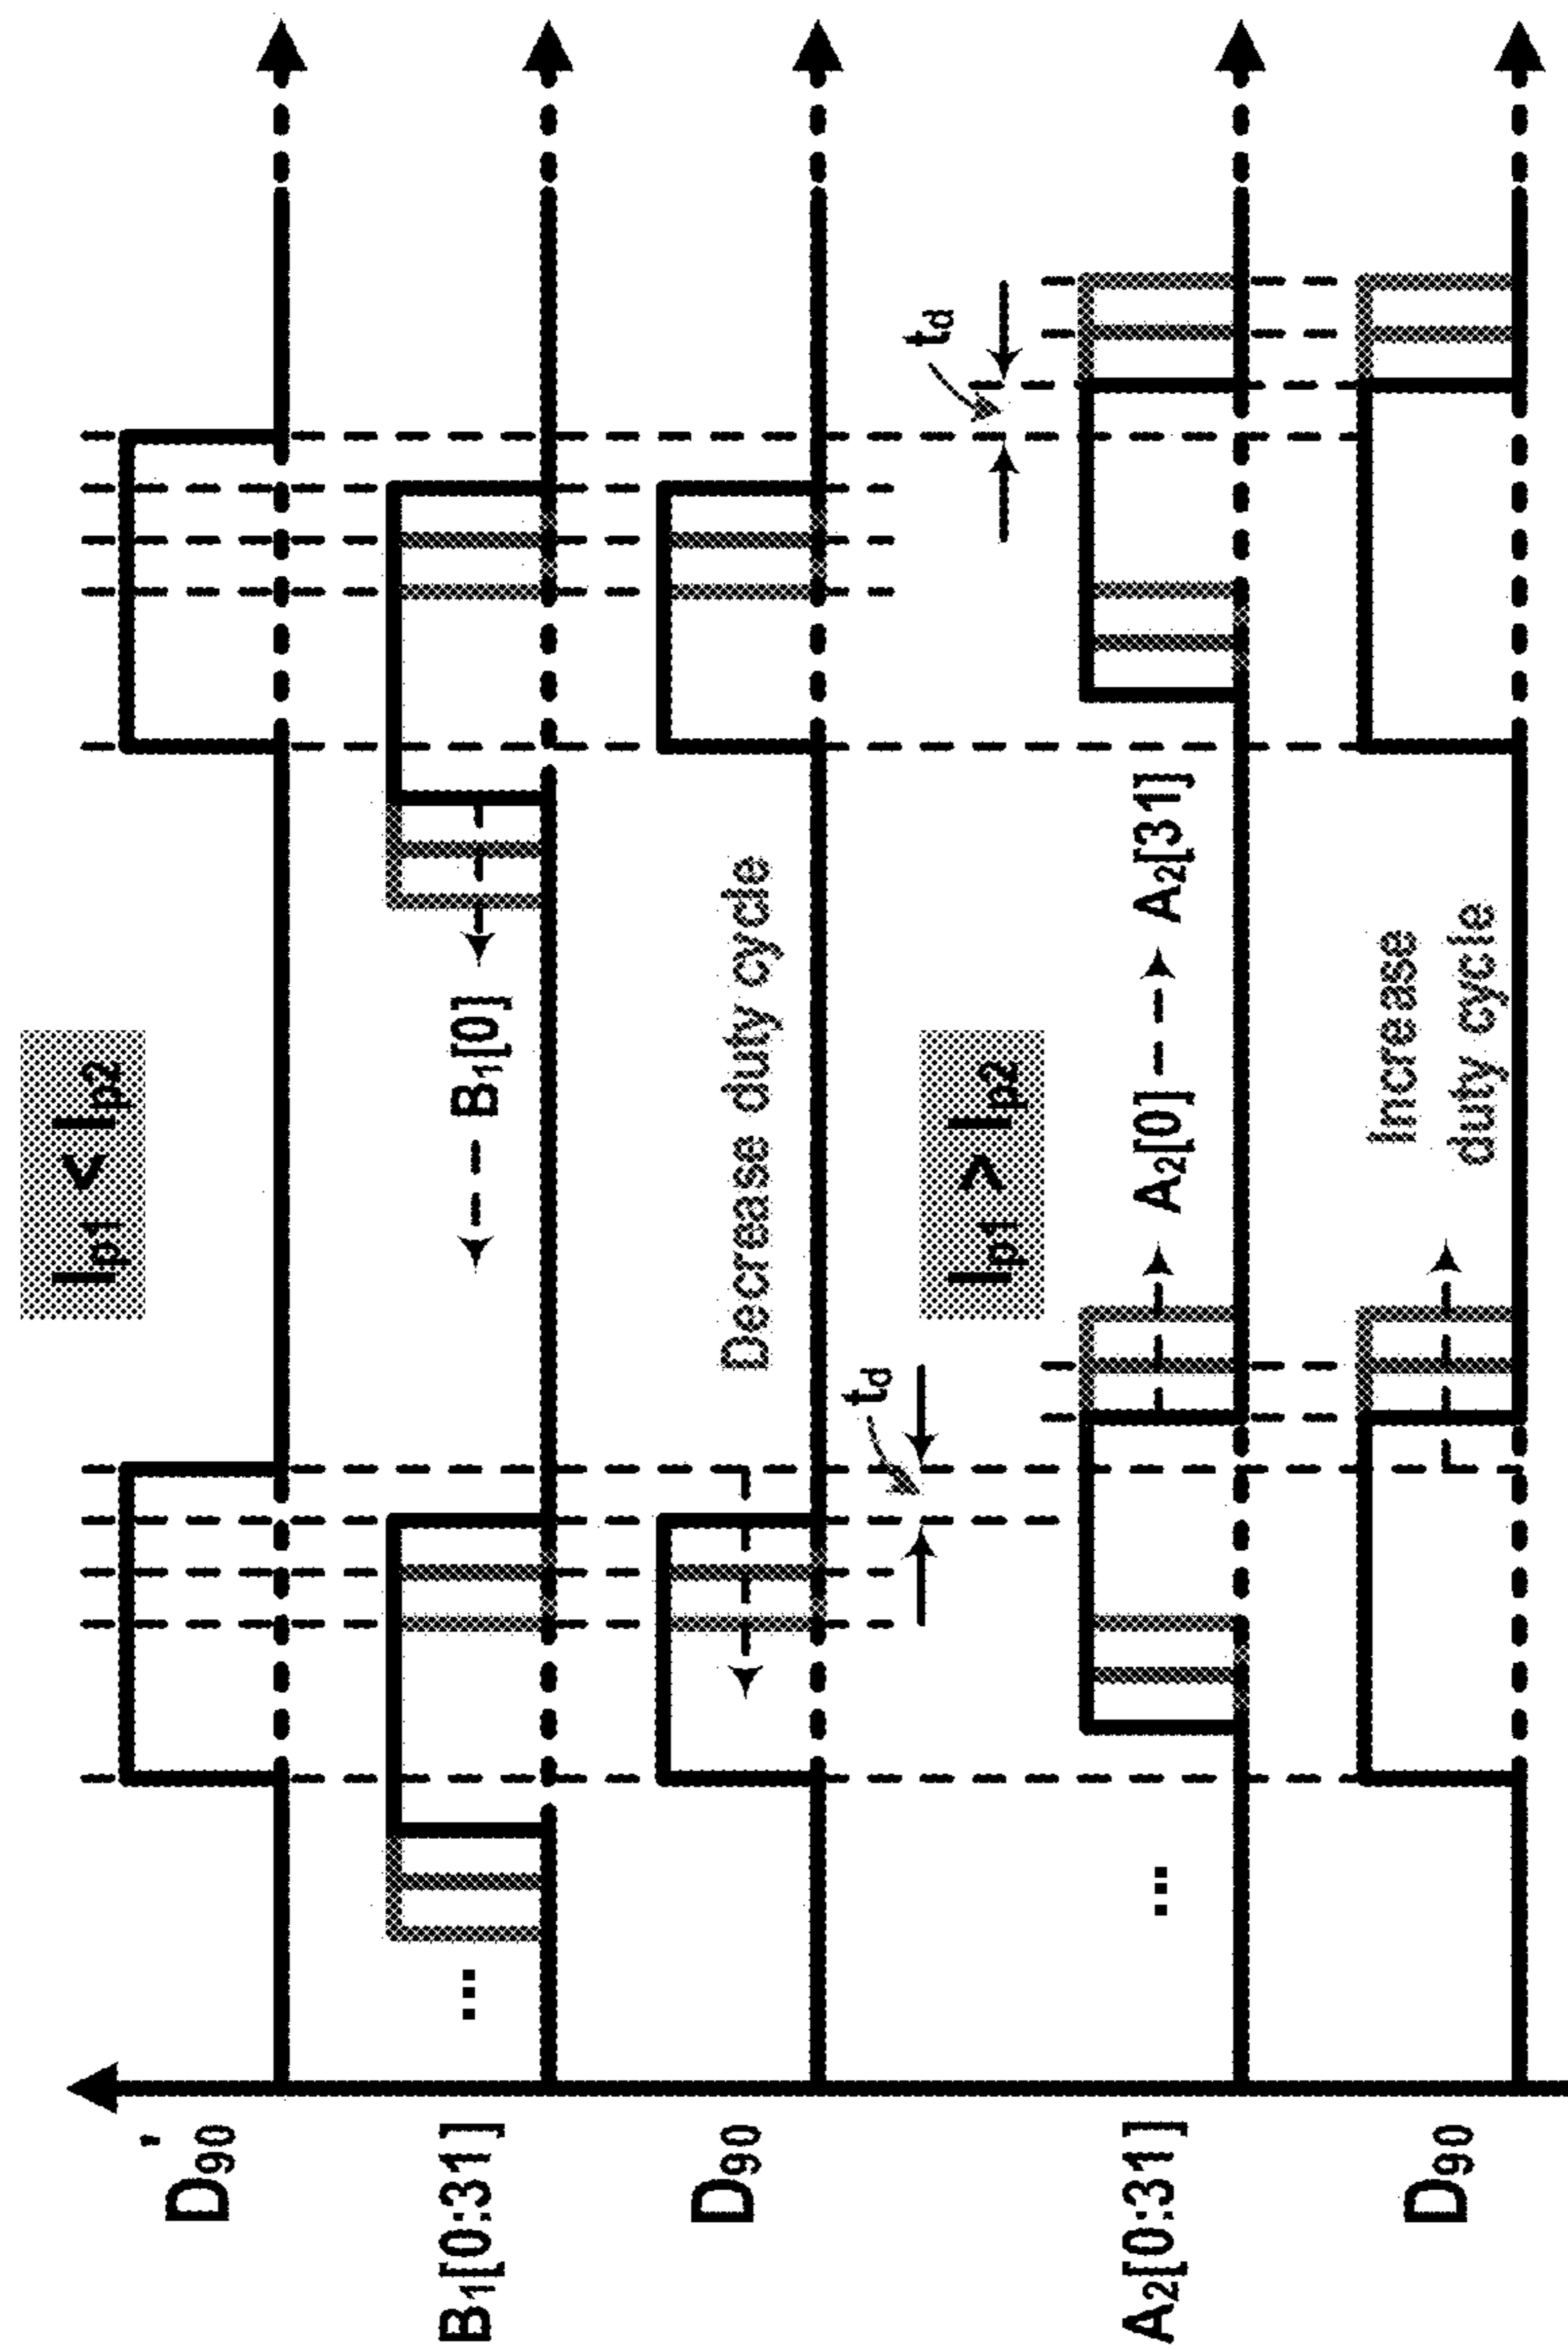 D90'
Ip1 < Ip2
B1[0:31]
... B1[0]
D90
Decrease duty cycle
td
Ip1 > Ip2
td
A2[0:31]
... A2[0] A2[31]
D90
Increase
duty cycle